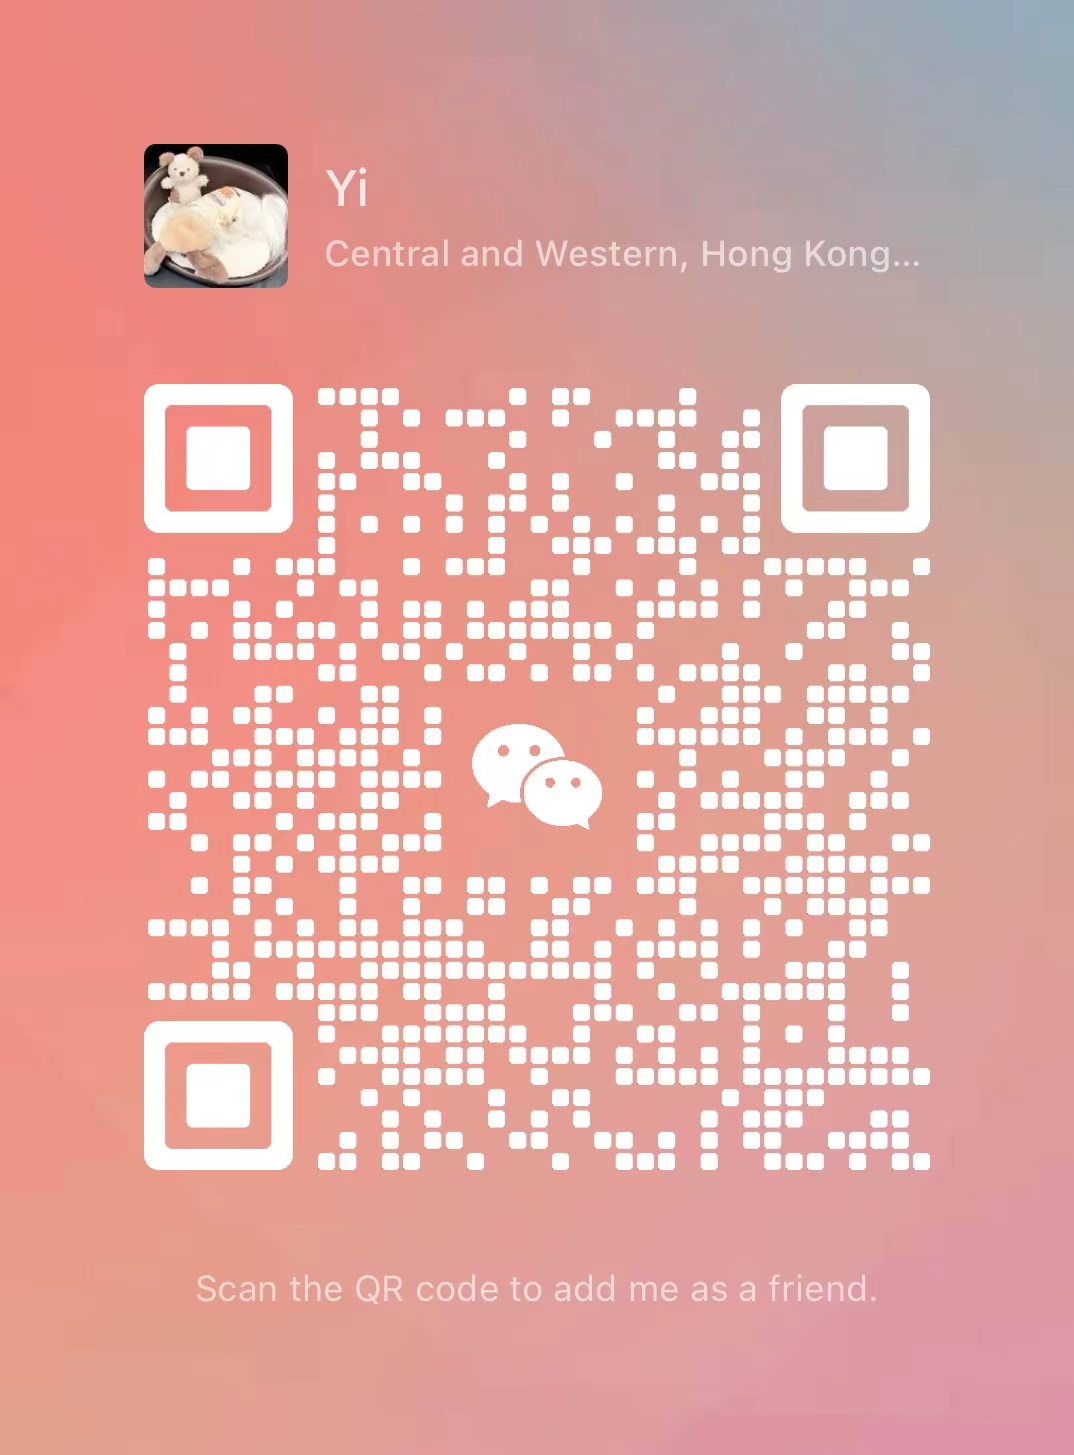 Yi
Central and Western, Hong Kong...
Scan the QR code to add me as a friend.